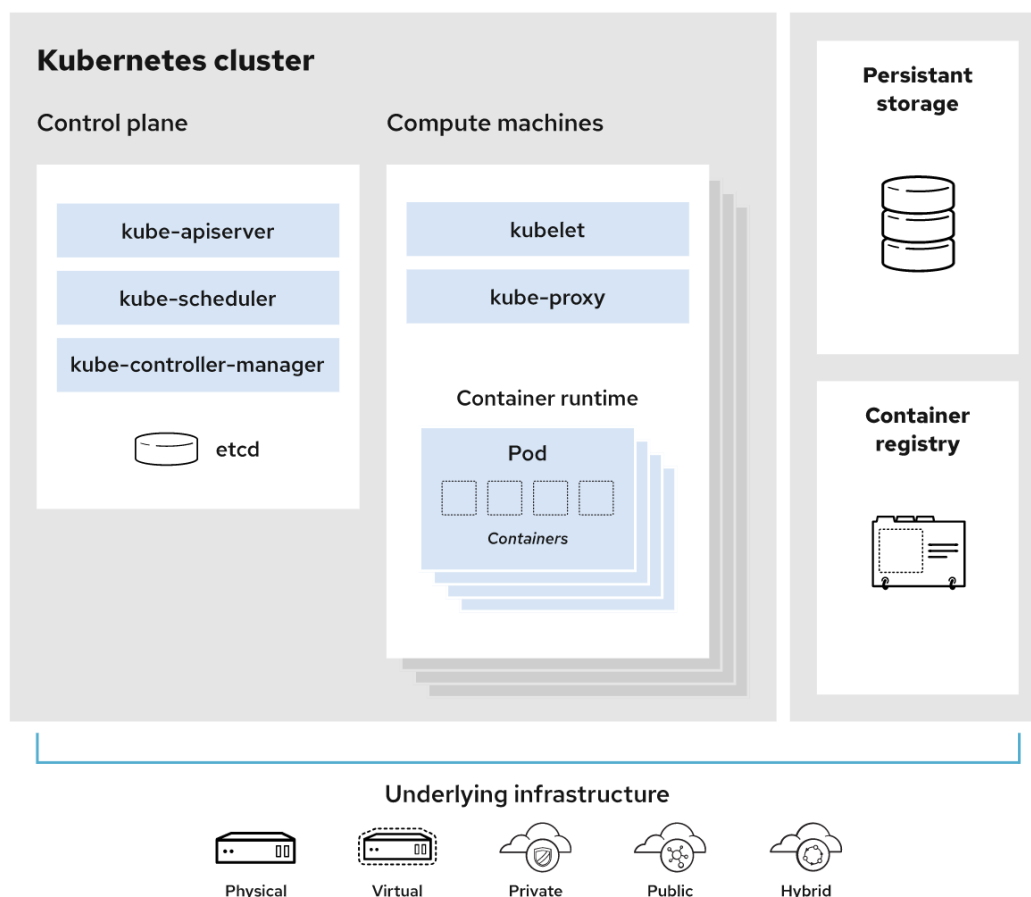 Kubernetes cluster
Control plane
kube-apiserver
kube-scheduler
kube-controller-manager
etcd
Compute machines
kubelet
kube-proxy
Container runtime
Pod
Containers
Persistant
storage
Container
registry
Underlying infrastructure
Physical
Virtual
Private
Public
Hybrid